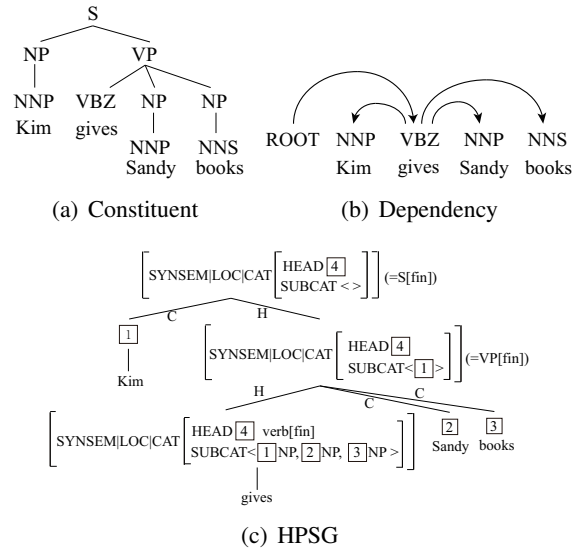 S
NP VP
NNP VBZ NP NP
Kim gives
NNP NNS
Sandy books
(a) Constituent
ROOT NNP VBZ NNP NNS
Kim gives Sandy books
(b) Dependency
[SYNSEM|LOC|CAT [HEAD 4
SUBCAT < >]] (=S[fin])
C H
1 [SYNSEM|LOC|CAT [HEAD 4
SUBCAT< 1 >]] (=VP[fin])
Kim
H C C
[SYNSEM|LOC|CAT [HEAD 4 verb[fin]
SUBCAT< 1 NP, 2 NP, 3 NP >]]
2 3
Sandy books
gives
(c) HPSG